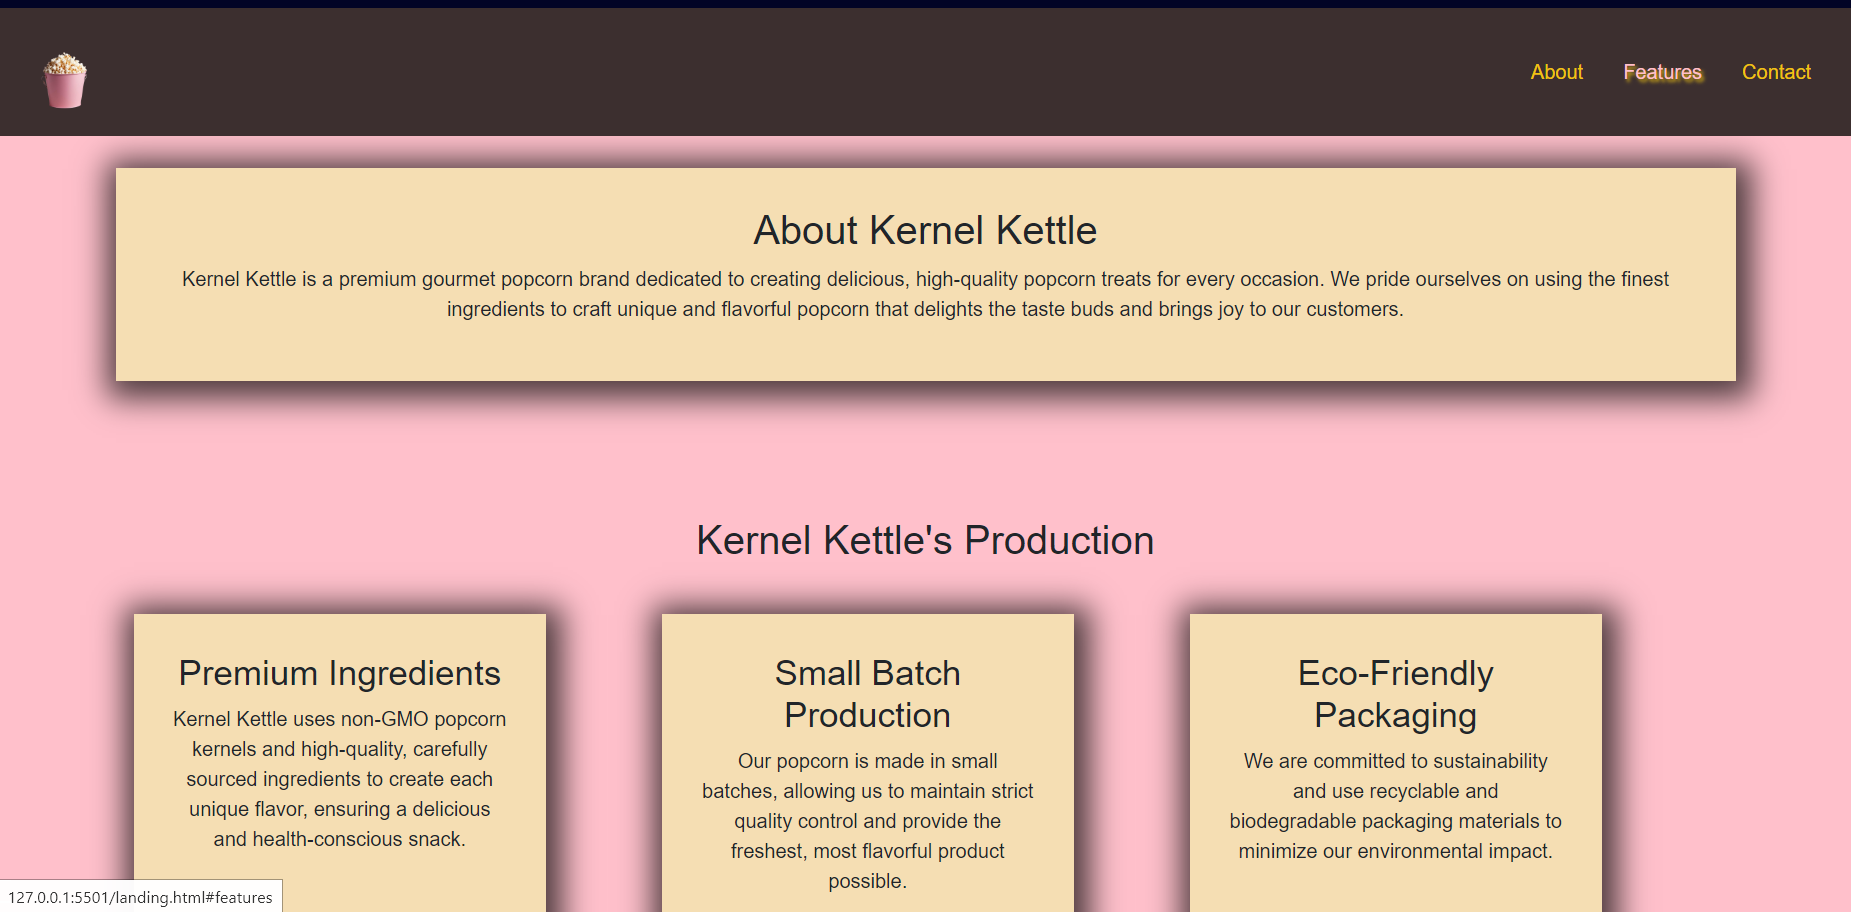 About Features Contact
About Kernel Kettle
Kernel Kettle is a premium gourmet popcorn brand dedicated to creating delicious, high-quality popcorn treats for every occasion. We pride ourselves on using the finest
ingredients to craft unique and flavorful popcorn that delights the taste buds and brings joy to our customers.
Kernel Kettle's Production
Premium Ingredients
Kernel Kettle uses non-GMO popcorn
kernels and high-quality, carefully
sourced ingredients to create each
unique flavor, ensuring a delicious
and health-conscious snack.
Small Batch
Production
Our popcorn is made in small
batches, allowing us to maintain strict
quality control and provide the
freshest, most flavorful product
possible.
Eco-Friendly
Packaging
We are committed to sustainability
and use recyclable and
biodegradable packaging materials to
minimize our environmental impact.
127.0.0.1:5501/landing.html#features